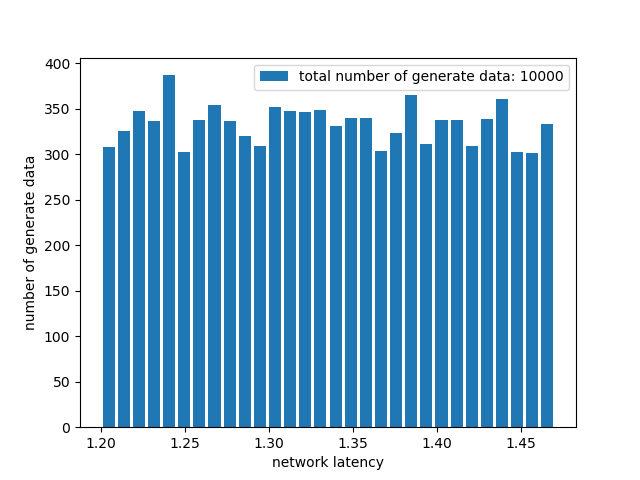 total number of generate data: 10000
400
350
300
250
200
150
100
50
0
number of generate data
1.20 1.25 1.30 1.35 1.40 1.45
network latency